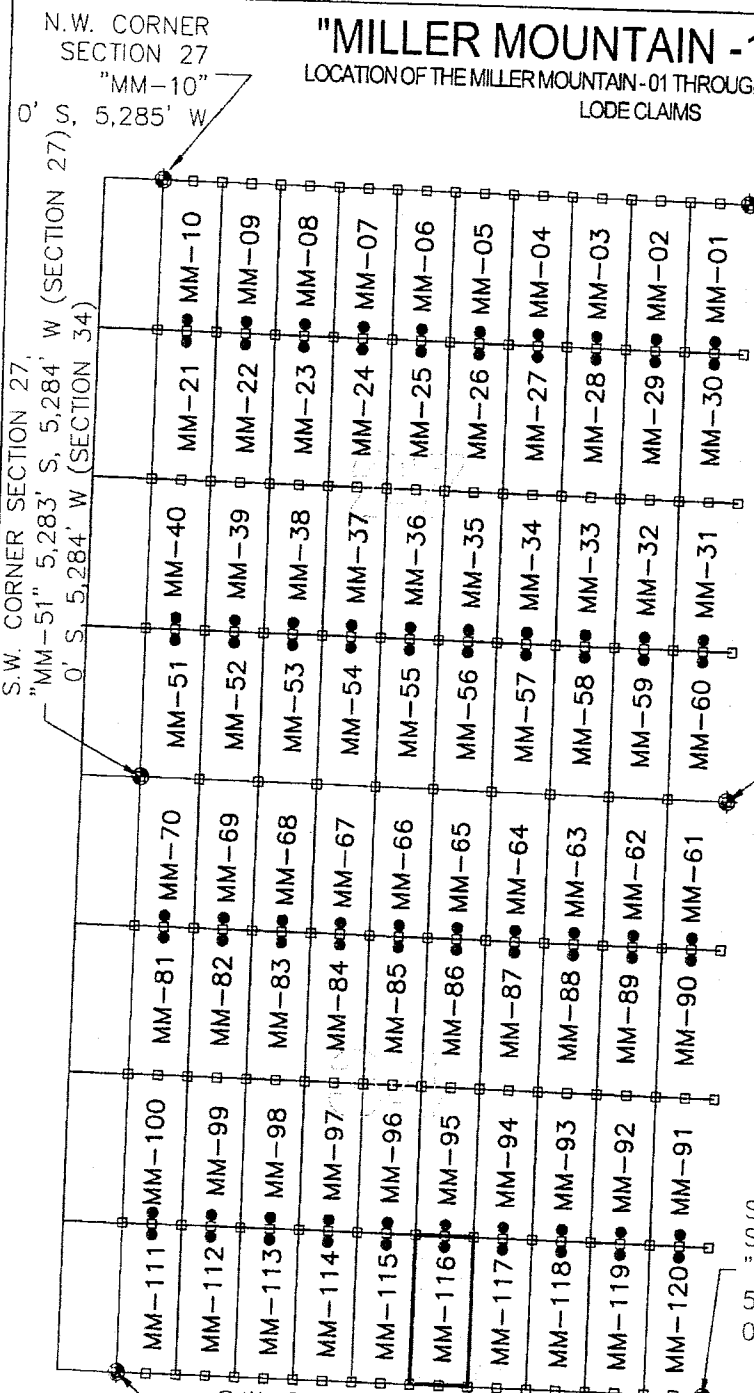 N.W. CORNER
SECTION 27
"MM-10"
0' S, 5,285' W
"MILLER MOUNTAIN -
LOCATION OF THE MILLER MOUNTAIN-01 THROUG
LODE CLAIMS
S.W. CORNER SECTION 27,
"MM-51" 5,283' S, 5,284' W (SECTION 27)
0' S, 5,284' W (SECTION 34)
MM-10 MM-09 MM-08 MM-07 MM-06 MM-05 MM-04 MM-03 MM-02 MM-01
MM-21 MM-22 MM-23 MM-24 MM-25 MM-26 MM-27 MM-28 MM-29 MM-30
MM-40 MM-39 MM-38 MM-37 MM-36 MM-35 MM-34 MM-33 MM-32 MM-31
MM-51 MM-52 MM-53 MM-54 MM-55 MM-56 MM-57 MM-58 MM-59 MM-60
MM-70 MM-69 MM-68 MM-67 MM-66 MM-65 MM-64 MM-63 MM-62 MM-61
MM-81 MM-82 MM-83 MM-84 MM-85 MM-86 MM-87 MM-88 MM-89 MM-90
MM-100 MM-99 MM-98 MM-97 MM-96 MM-95 MM-94 MM-93 MM-92 MM-91
MM-111 MM-112 MM-113 MM-114 MM-115 MM-116 MM-117 MM-118 MM-119 MM-120